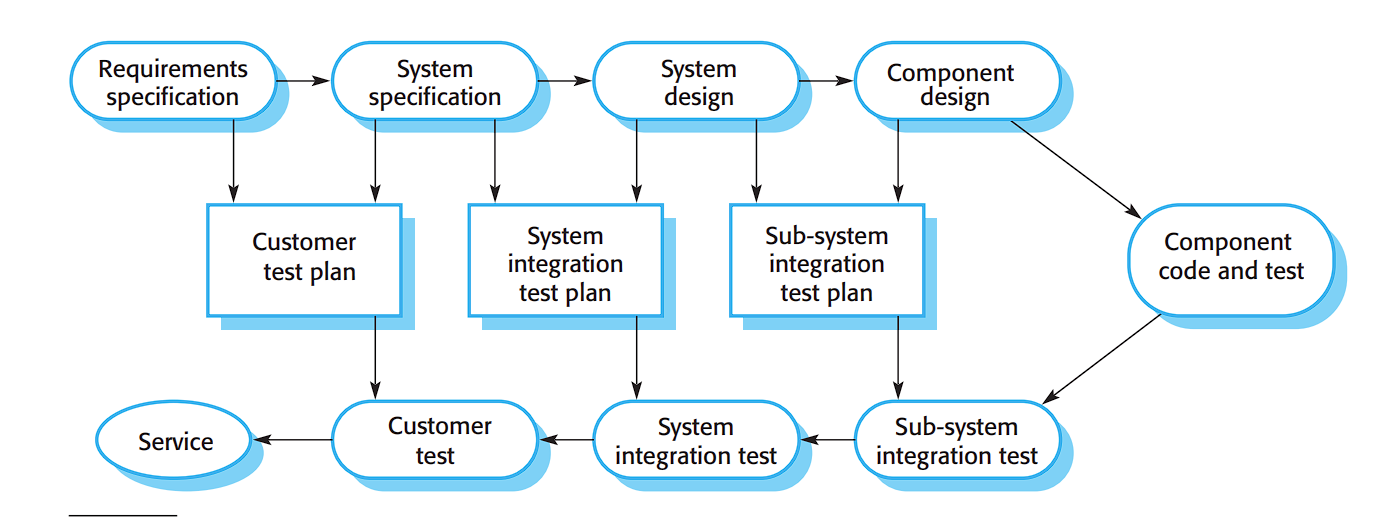 Requirements
specification
System
specification
System
design
Component
design
Customer
test plan
System
integration
test plan
Sub-system
integration
test plan
Component
code and test
Service
Customer
test
System
integration test
Sub-system
integration test